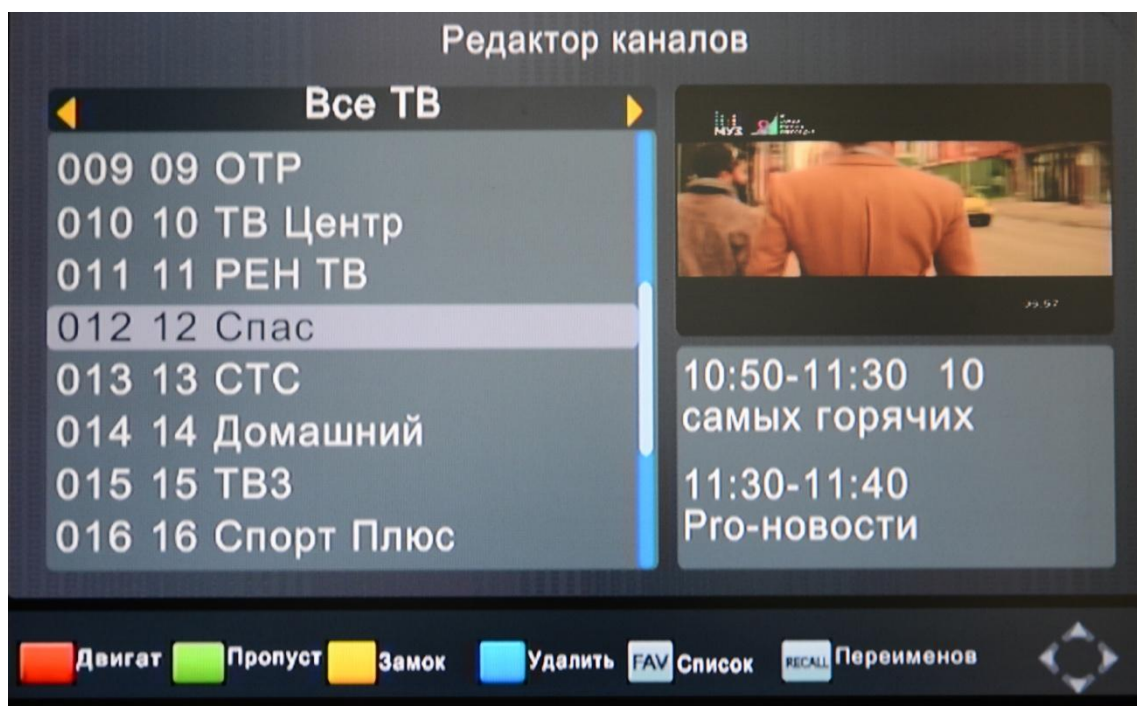 Редактор каналов
Все ТВ
009 09 ОТР
010 10 ТВ Центр
011 11 РЕН ТВ
012 12 Спас
013 13 СТС
014 14 Домашний
015 15 ТВ3
016 16 Спорт Плюс
МУЗ
10:50-11:30 10
самых горячих
11:30-11:40
Pro-новости
Двигат Пропуст Замок Удалить FAV Список RECALL Переименов